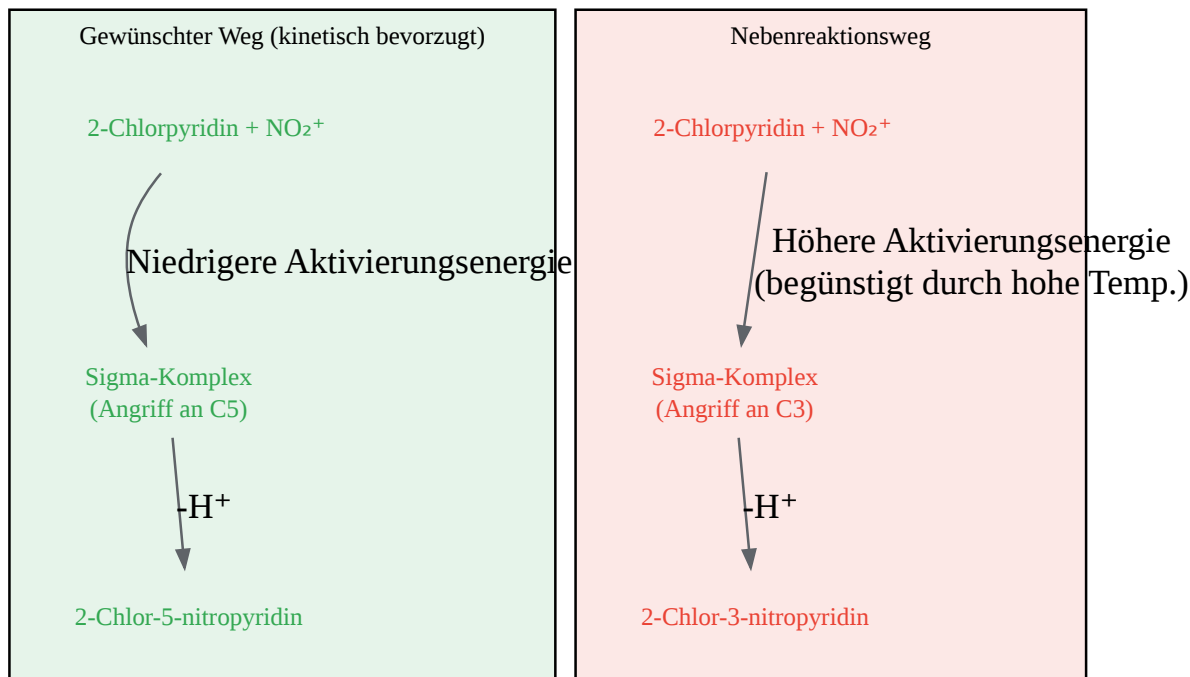 Gewünschter Weg (kinetisch bevorzugt)
2-Chlorpyridin + NO₂⁺
Niedrigere Aktivierungsenergie
Sigma-Komplex
(Angriff an C5)
-H⁺
2-Chlor-5-nitropyridin
Nebenreaktionsweg
2-Chlorpyridin + NO₂⁺
Höhere Aktivierungsenergie
(begünstigt durch hohe Temp.)
Sigma-Komplex
(Angriff an C3)
-H⁺
2-Chlor-3-nitropyridin